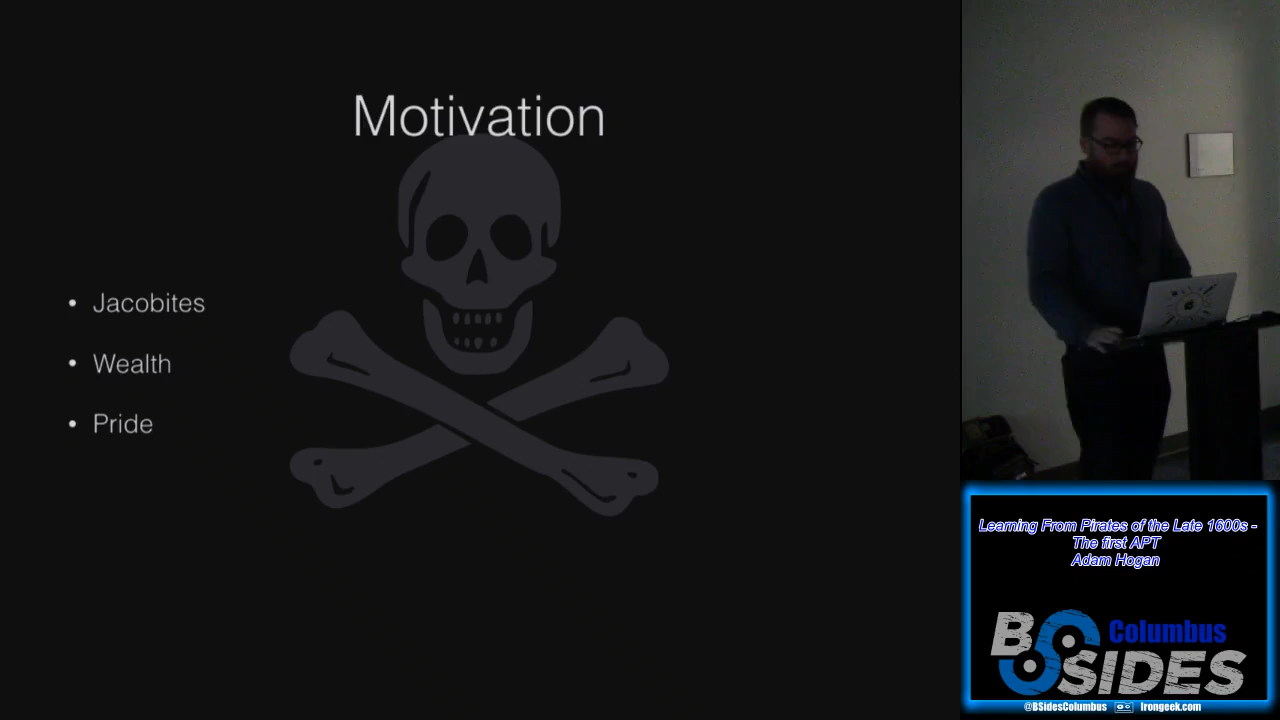 Motivation
• Jacobites
• Wealth
• Pride
Learning From Pirates of the Late 1600s -
The first APT
Adam Hogan
BSIDES
Columbus
@BSidesColumbus
Irongeek.com